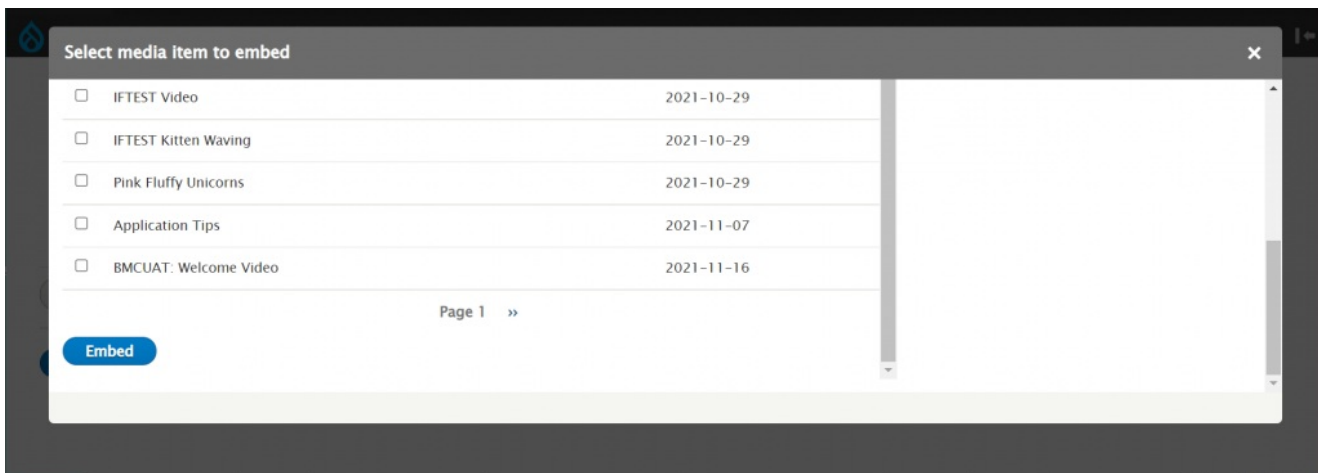 Select media item to embed ×
IFTEST Video 2021-10-29
IFTEST Kitten Waving 2021-10-29
Pink Fluffy Unicorns 2021-10-29
Application Tips 2021-11-07
BMCUAT: Welcome Video 2021-11-16
Page 1 ››
Embed